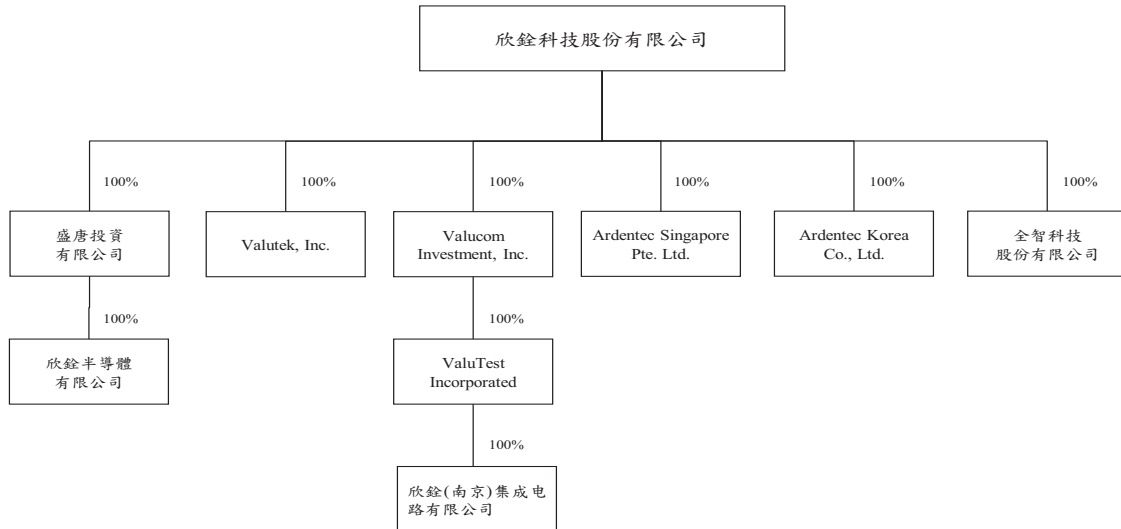 欣銓科技股份有限公司
100%
100%
100%
100%
100%
100%
盛唐投資
有限公司
Valutek, Inc.
Valucom
Investment, Inc.
Ardentec Singapore
Pte. Ltd.
Ardentec Korea
Co., Ltd.
全智科技
股份有限公司
100%
100%
欣銓半導體
有限公司
ValuTest
Incorporated
100%
欣銓(南京)集成电
路有限公司